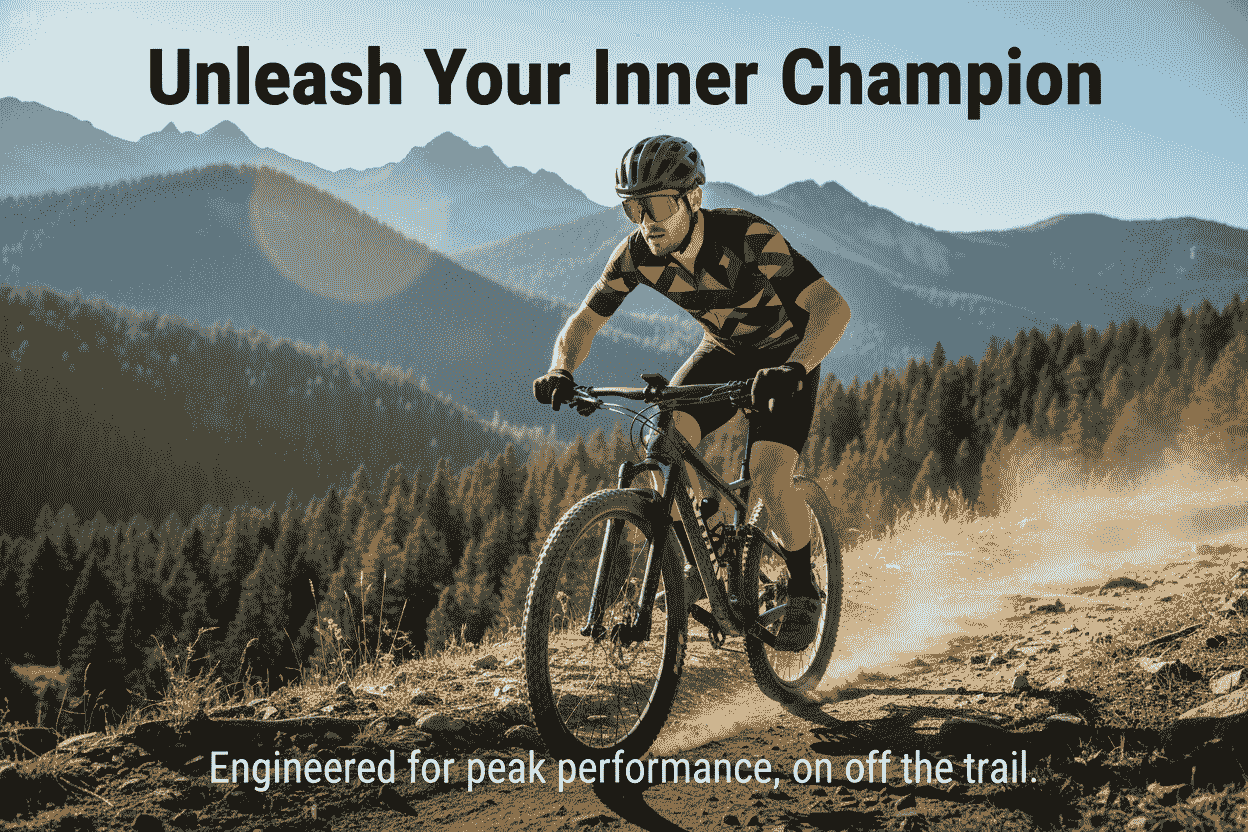 Unleash Your Inner Champion
Engineered for peak performance, on off the trail.